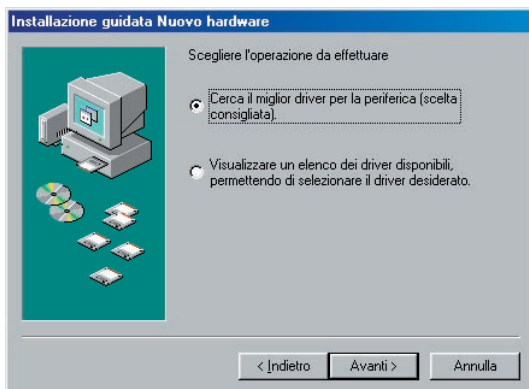 Installazione guidata Nuovo hardware
Scegliere l'operazione da effettuare
Cerca il miglior driver per la periferica (scelta
consigliata).
Visualizzare un elenco dei driver disponibili,
permettendo di selezionare il driver desiderato.
< Indietro
Avanti >
Annulla